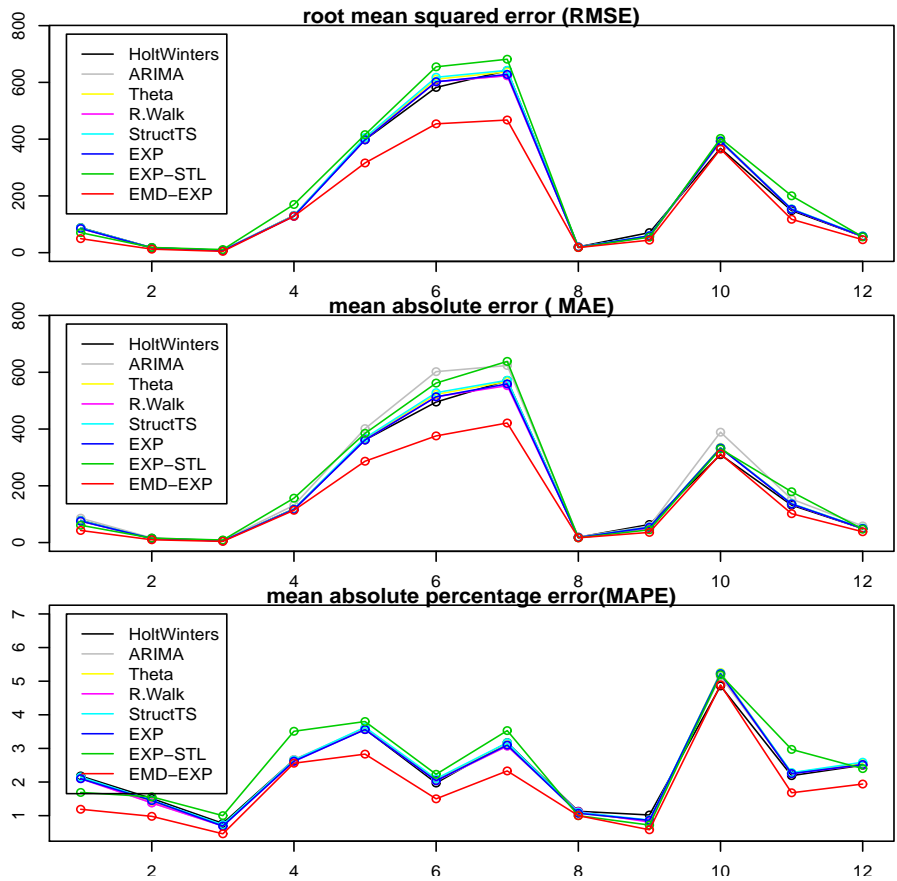 root mean squared error (RMSE)
800
600
400
200
0
HoltWinters
ARIMA
Theta
R.Walk
StructTS
EXP
EXP−STL
EMD−EXP
2 4 6 8 10 12
mean absolute error ( MAE)
800
600
400
200
0
HoltWinters
ARIMA
Theta
R.Walk
StructTS
EXP
EXP−STL
EMD−EXP
2 4 6 8 10 12
mean absolute percentage error(MAPE)
7
6
5
4
3
2
1
HoltWinters
ARIMA
Theta
R.Walk
StructTS
EXP
EXP−STL
EMD−EXP
2 4 6 8 10 12